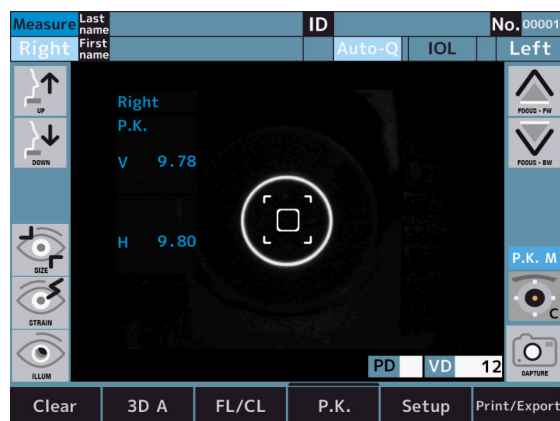 Measure Last name ID No. 00001
Right First name Auto-Q IOL Left
UP
DOWN
SIZE
STRAIN
ILLUM
Right
P.K.
V 9.78
H 9.80
FOCUS - FW
FOCUS - BW
P.K. M
C
CAPTURE
PD VD 12
Clear 3D A FL/CL P.K. Setup Print/Export